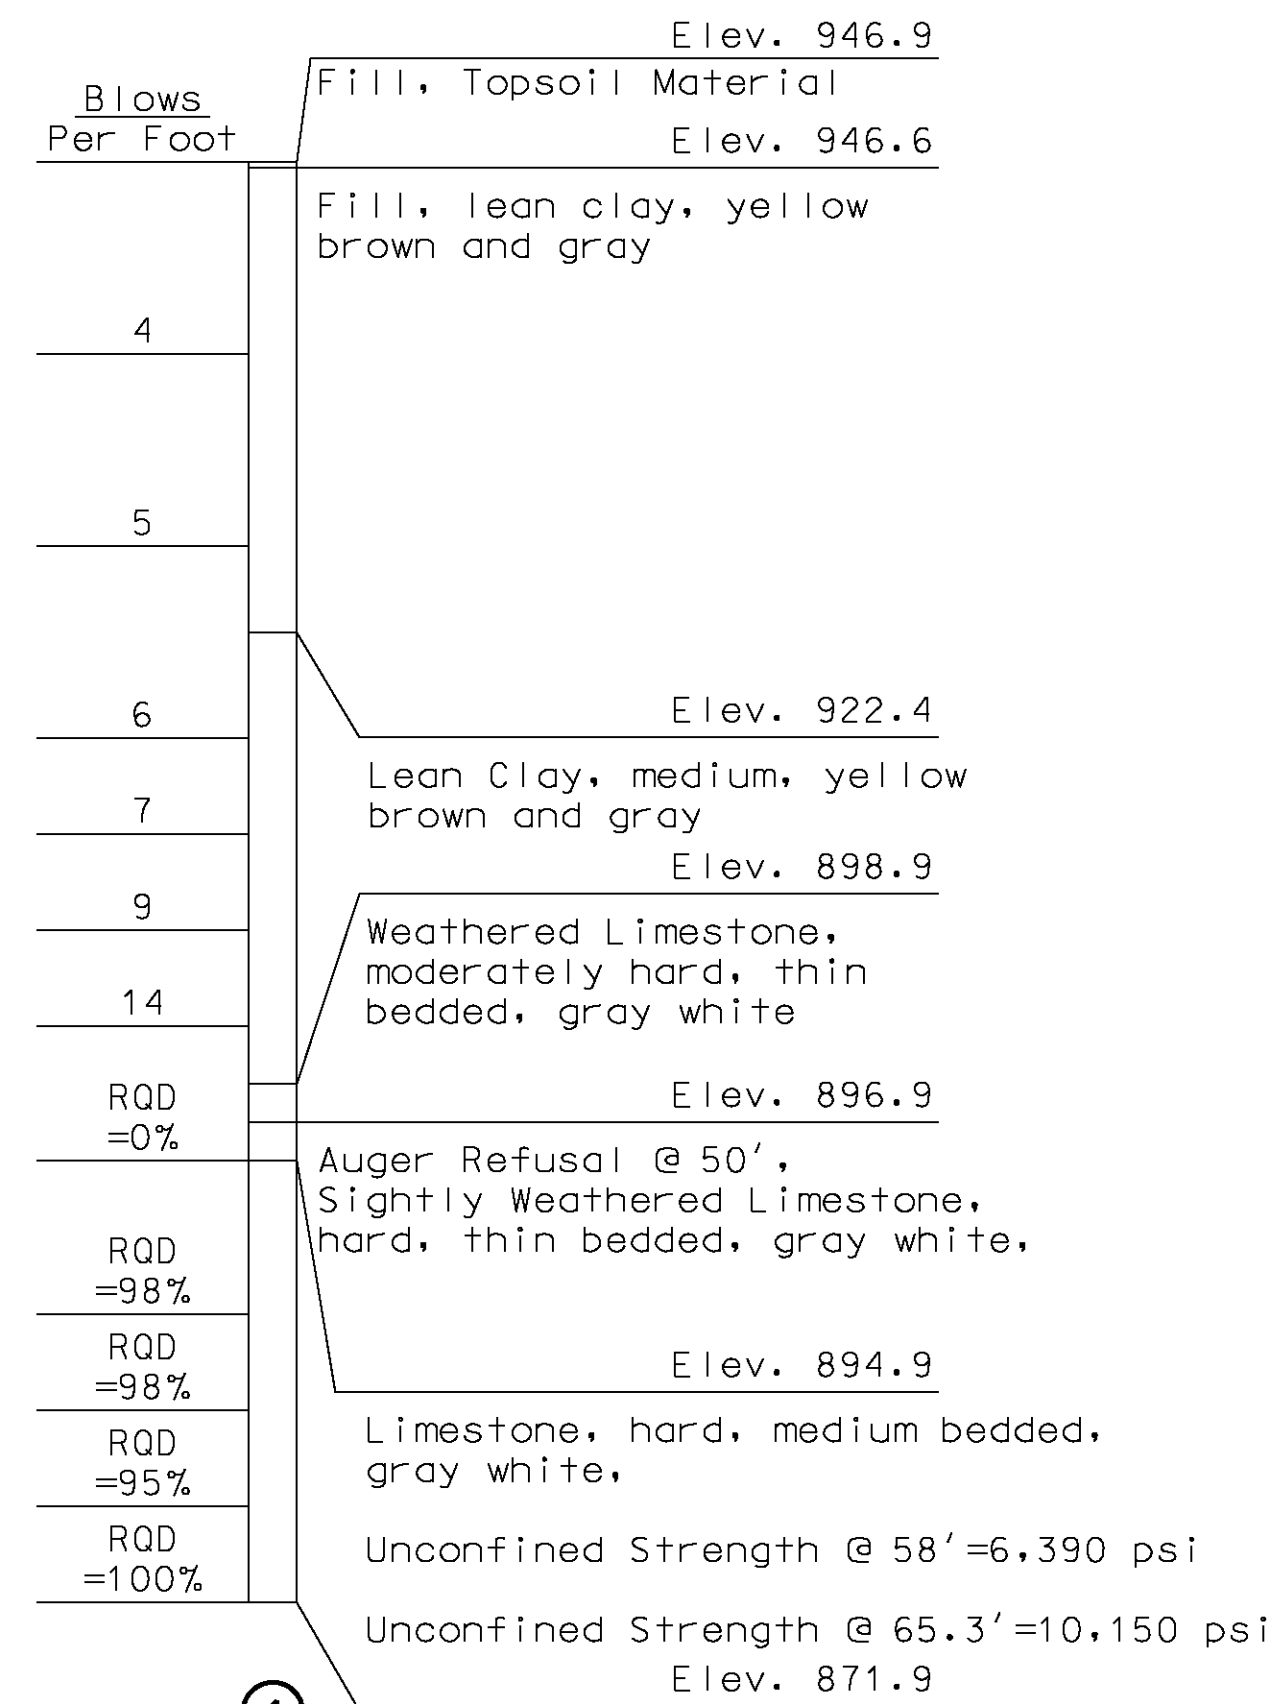 Elev. 946.9
Fill, Topsoil Material
Blows
Per Foot
Elev. 946.6
Fill, lean clay, yellow
brown and gray
4
5
6
Elev. 922.4
Lean Clay, medium, yellow
brown and gray
7
Elev. 898.9
9
Weathered Limestone,
moderately hard, thin
bedded, gray white
14
RQD
=0%
Elev. 896.9
Auger Refusal @ 50',
Sightly Weathered Limestone,
hard, thin bedded, gray white,
RQD
=98%
RQD
=98%
Elev. 894.9
Limestone, hard, medium bedded,
gray white,
RQD
=95%
RQD
=100%
Unconfined Strength @ 58'=6,390 psi
Unconfined Strength @ 65.3'=10,150 psi
Elev. 871.9